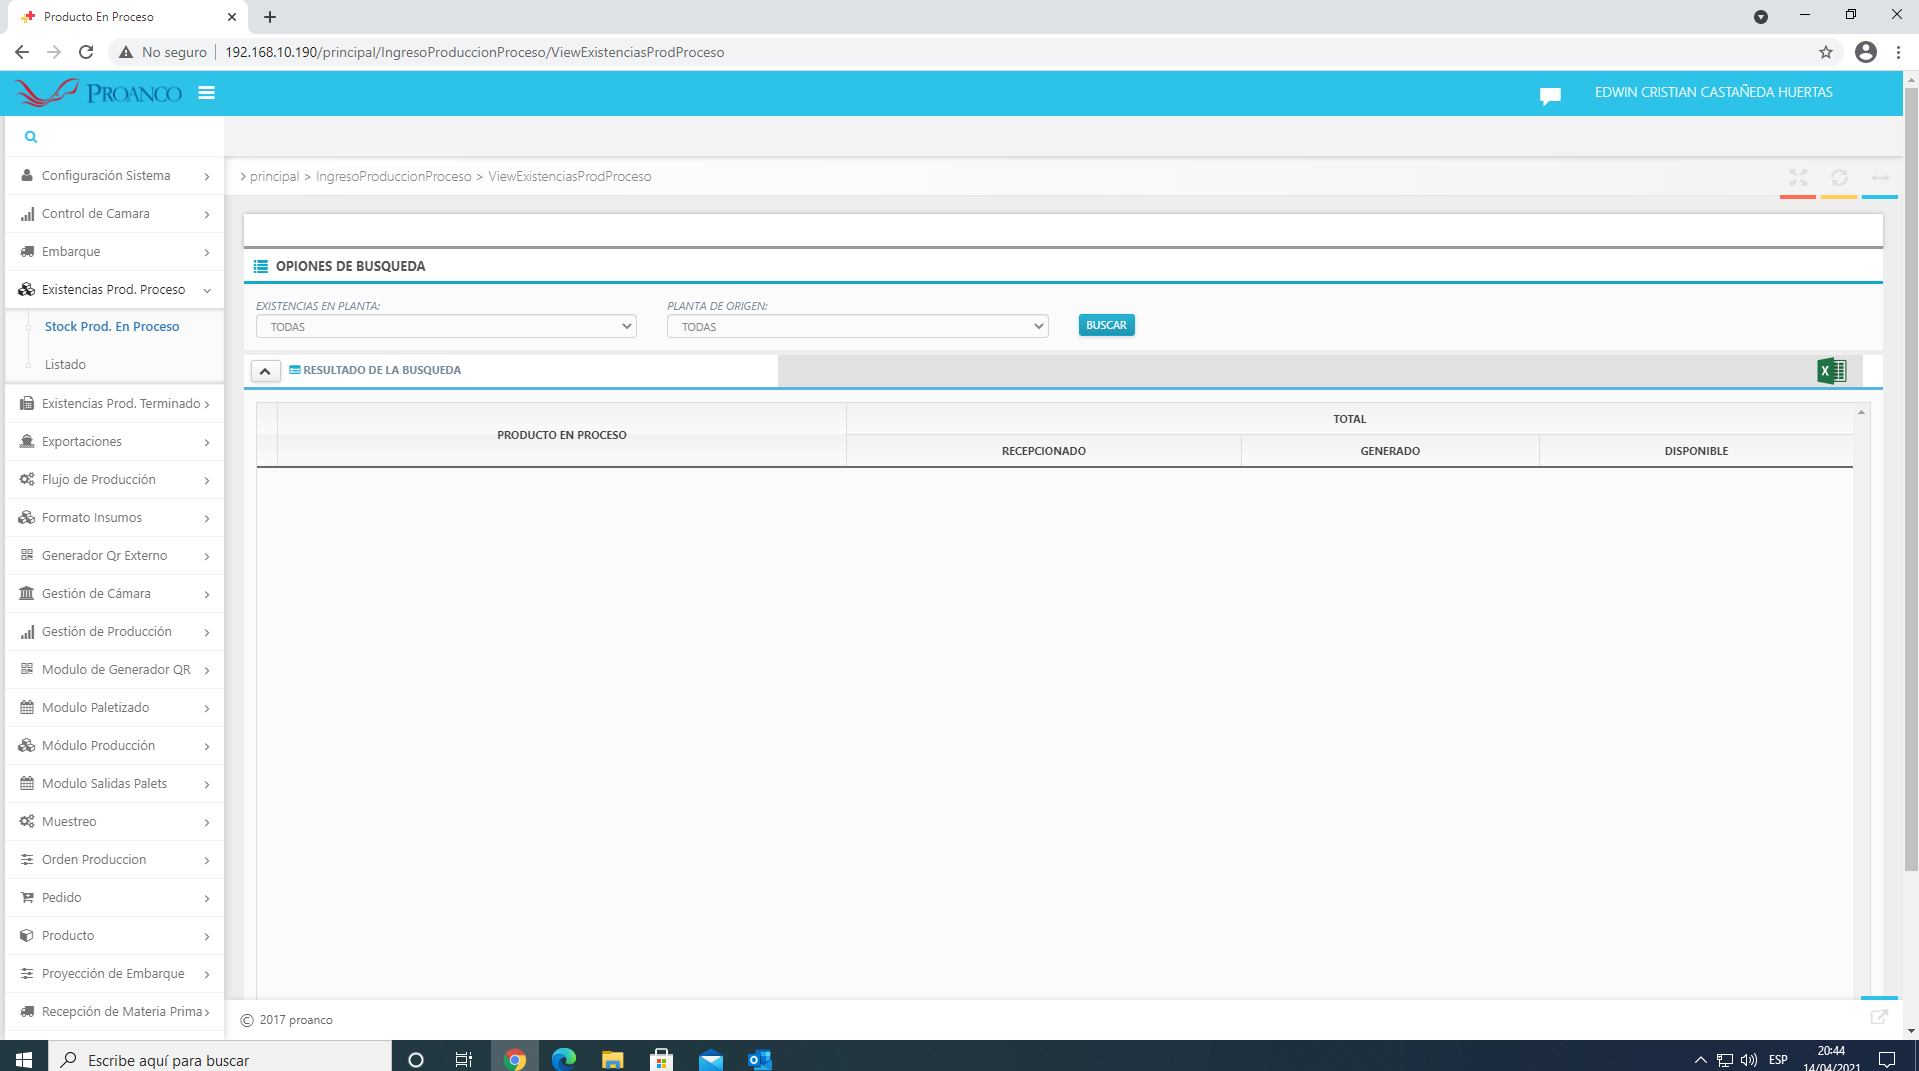 Producto En Proceso
No seguro
192.168.10.190/principal/IngresoProduccionProceso/ViewExistenciasProdProceso
PROANCO
EDWIN CRISTIAN CASTAÑEDA HUERTAS
Configuración Sistema
Control de Camara
Embarque
Existencias Prod. Proceso
Stock Prod. En Proceso
Listado
Existencias Prod. Terminado
Exportaciones
Flujo de Producción
Formato Insumos
Generador Qr Externo
Gestión de Cámara
Gestión de Producción
Modulo de Generador QR
Modulo Paletizado
Módulo Producción
Modulo Salidas Palets
Muestreo
Orden Produccion
Pedido
Producto
Proyección de Embarque
Recepción de Materia Prima
> principal > IngresoProduccionProceso > ViewExistenciasProdProceso
OPIONES DE BUSQUEDA
EXISTENCIAS EN PLANTA:
TODAS
PLANTA DE ORIGEN:
TODAS
BUSCAR
RESULTADO DE LA BUSQUEDA
PRODUCTO EN PROCESO
TOTAL
RECEPCIONADO
GENERADO
DISPONIBLE
© 2017 proanco
Escribe aquí para buscar
ESP
20:44
14/04/2021